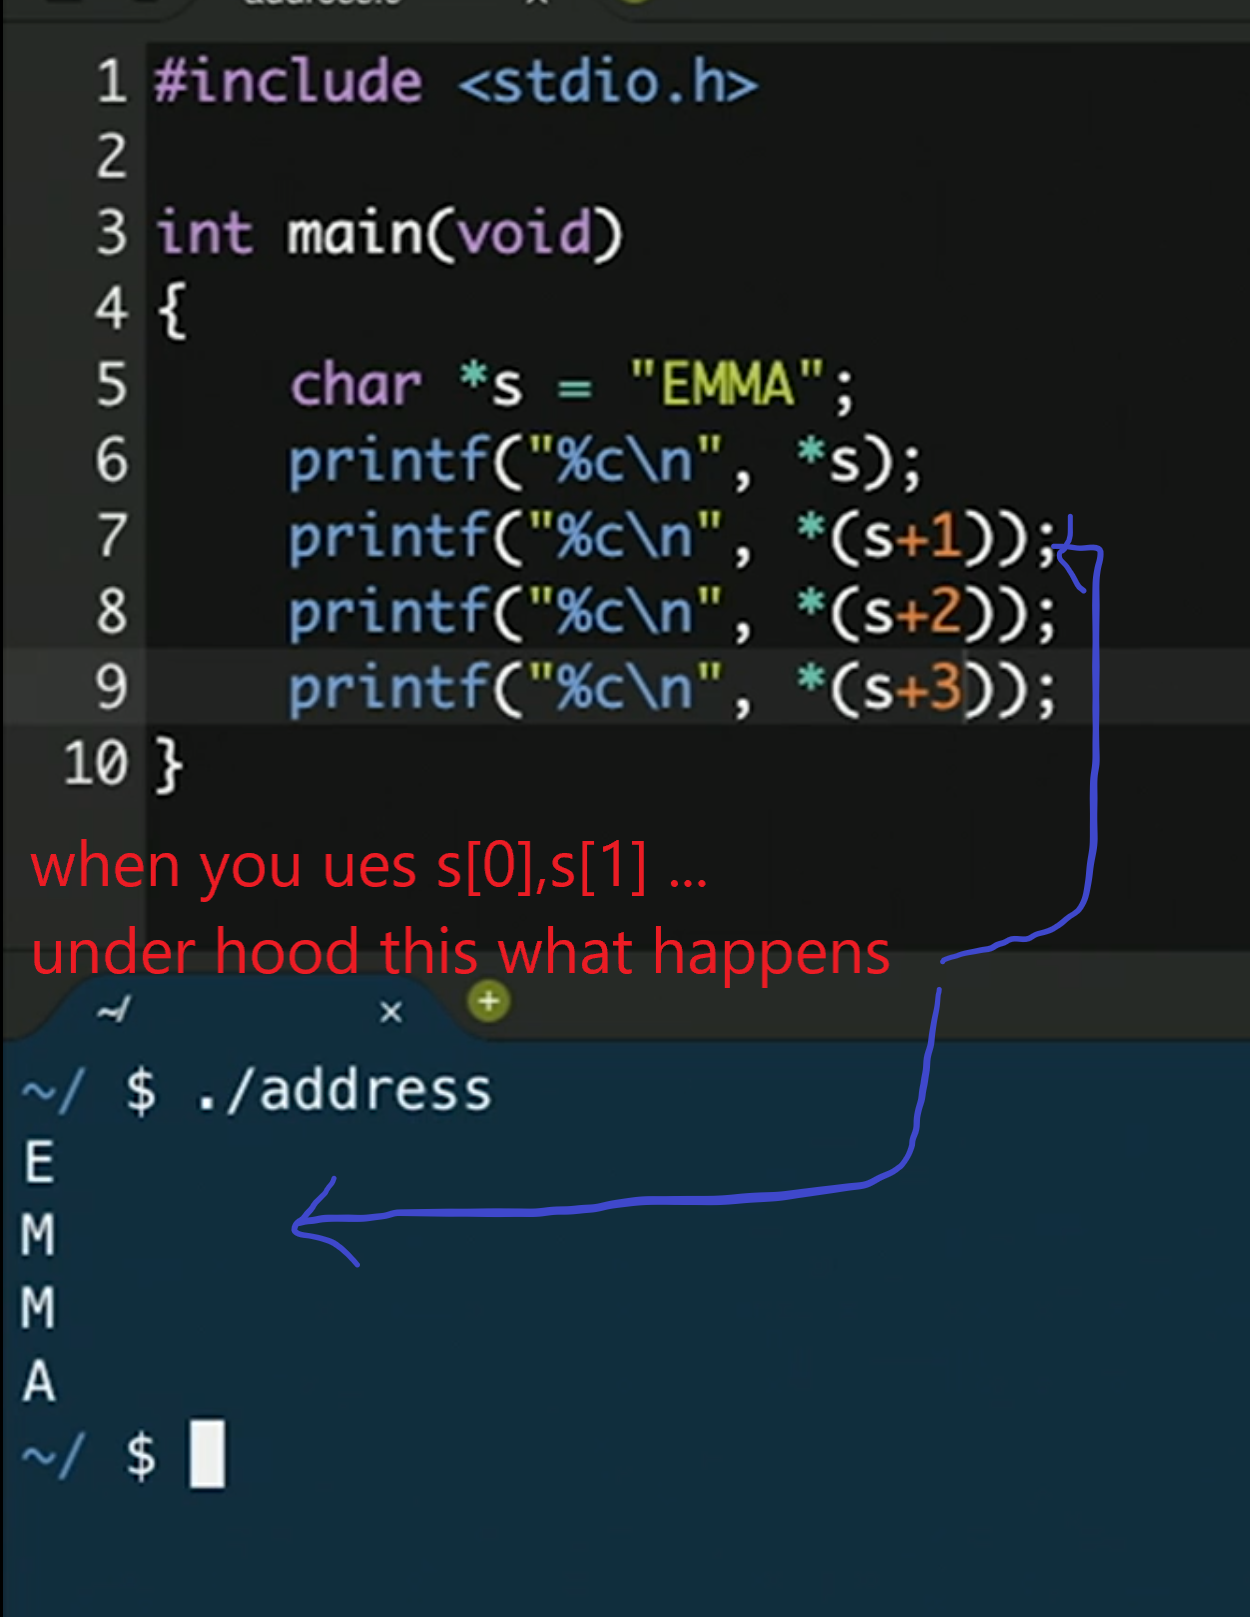 1 #include <stdio.h>
2
3 int main(void)
4 {
5     char *s = "EMMA";
6     printf("%c\n", *s);
7     printf("%c\n", *(s+1));
8     printf("%c\n", *(s+2));
9     printf("%c\n", *(s+3));
10 }
when you ues s[0],s[1] ...
under hood this what happens
~/ × +
~/ $ ./address
E
M
M
A
~/ $